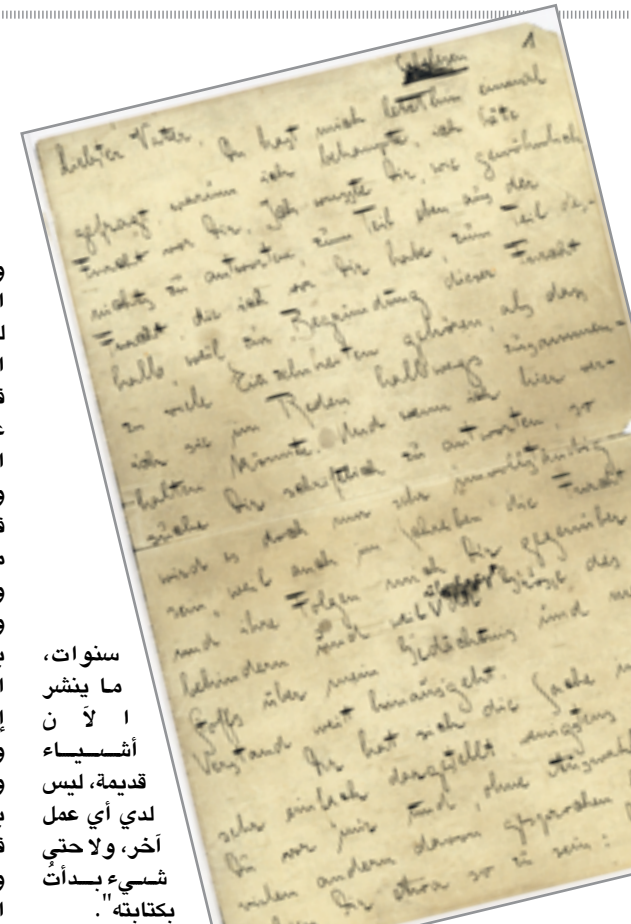 Schelesen
1
Liebster Vater,
Du hast mich letzthin einmal
gefragt, warum ich behaupte, ich hätte
Furcht vor Dir. Ich wusste Dir, wie gewöhnlich
nichts zu antworten, zum Teil eben aus der
Furcht die ich vor Dir habe, zum Teil des-
halb, weil zur Begründung dieser Furcht
zu viele Einzelnheiten gehören, als dass
ich sie im Reden halbwegs zusammen-
halten könnte. Und wenn ich hier ver-
suche Dir schriftlich zu antworten, so
wird es doch nur sehr unvollständig
sein, weil auch im Schreiben die Furcht
und ihre Folgen mich Dir gegenüber
behindern und weil die Grösse des
Stoffs über mein Gedächtnis und
Verstand weit hinausgeht.
Dir hat sich die Sache
sehr einfach dargestellt, wenigstens
Du vor mir und, ohne Auswahl
vielen andern davon gesprochen
Dir etwa so zu sein:
سنوات،
ما ينشر
الآن
أشياء
قديمة، ليس
لدي أي عمل
آخر، ولا حتى
شيء بدأتُ
بكتابته".